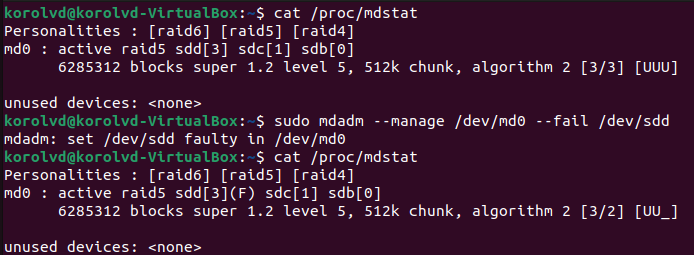 korolvd@korolvd-VirtualBox:~$ cat /proc/mdstat
Personalities : [raid6] [raid5] [raid4]
md0 : active raid5 sdd[3] sdc[1] sdb[0]
      6285312 blocks super 1.2 level 5, 512k chunk, algorithm 2 [3/3] [UUU]

unused devices: <none>
korolvd@korolvd-VirtualBox:~$ sudo mdadm --manage /dev/md0 --fail /dev/sdd
mdadm: set /dev/sdd faulty in /dev/md0
korolvd@korolvd-VirtualBox:~$ cat /proc/mdstat
Personalities : [raid6] [raid5] [raid4]
md0 : active raid5 sdd[3](F) sdc[1] sdb[0]
      6285312 blocks super 1.2 level 5, 512k chunk, algorithm 2 [3/2] [UU_]

unused devices: <none>